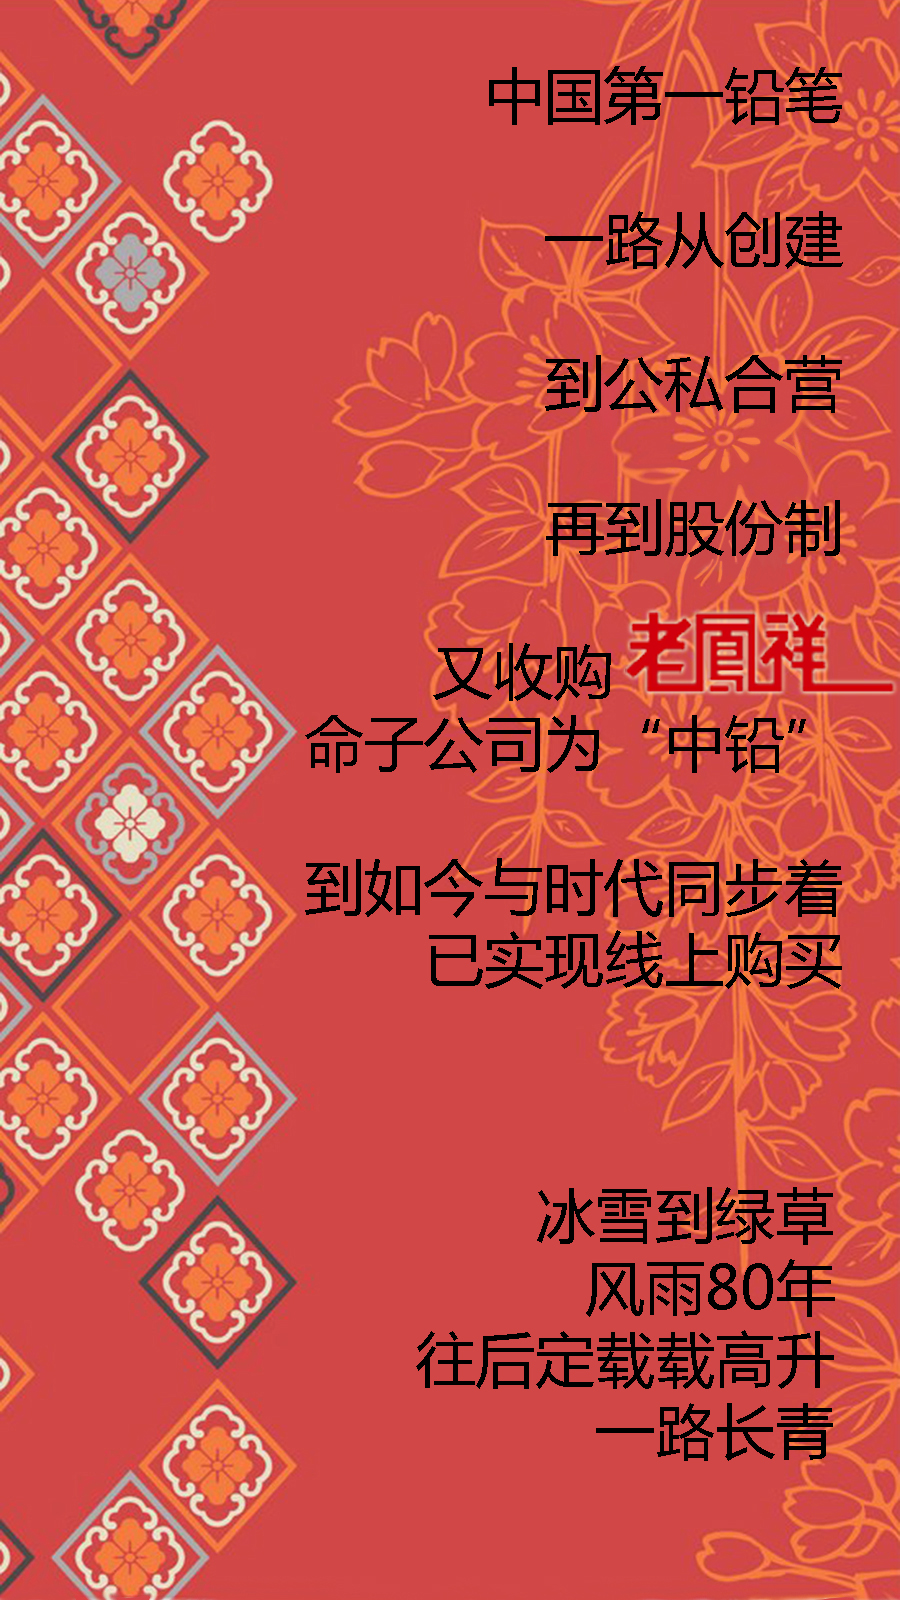 中国第一铅笔
一路从创建
到公私合营
再到股份制
又收购 老凤祥
命子公司为“中铅”
到如今与时代同步着
已实现线上购买
冰雪到绿草
风雨80年
往后定载载高升
一路长青